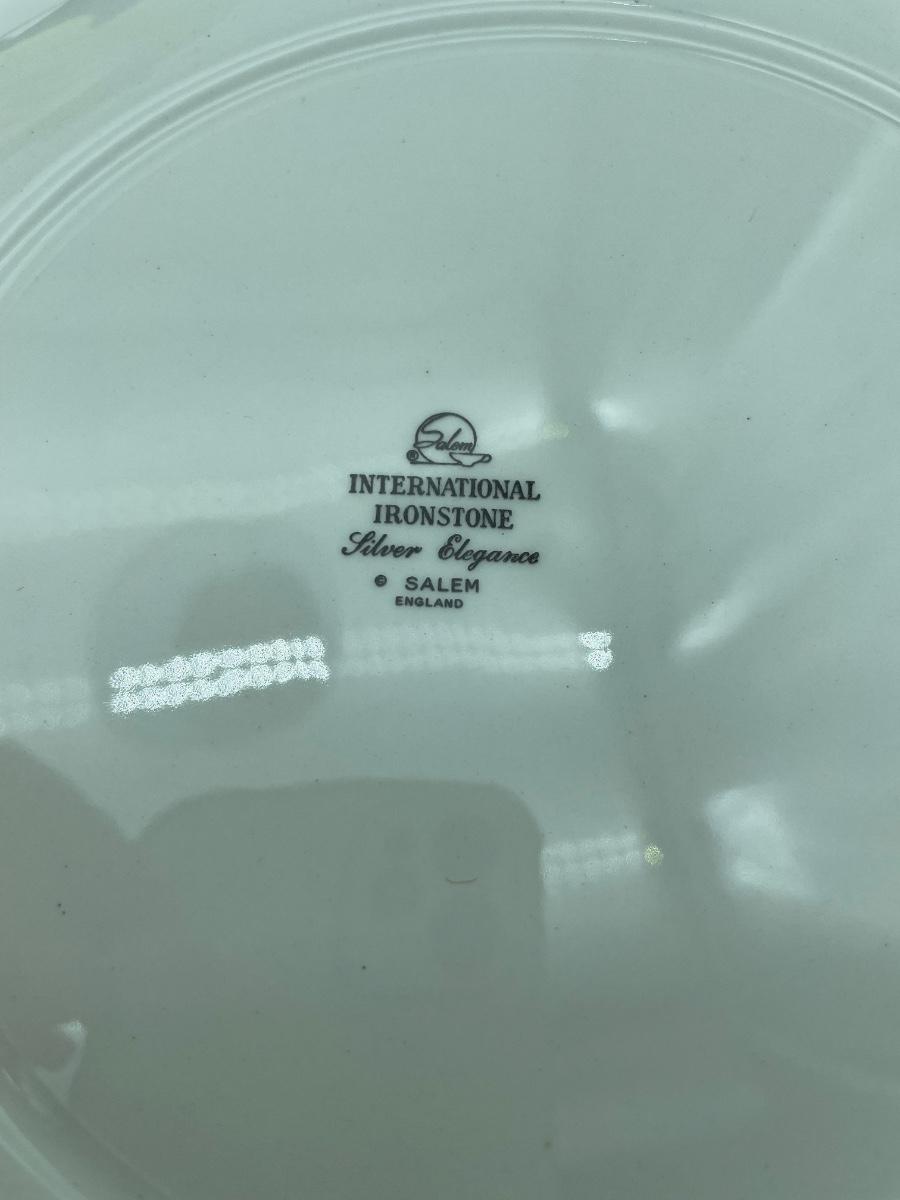 Salem
®
INTERNATIONAL
IRONSTONE
Silver Elegance
© SALEM
ENGLAND